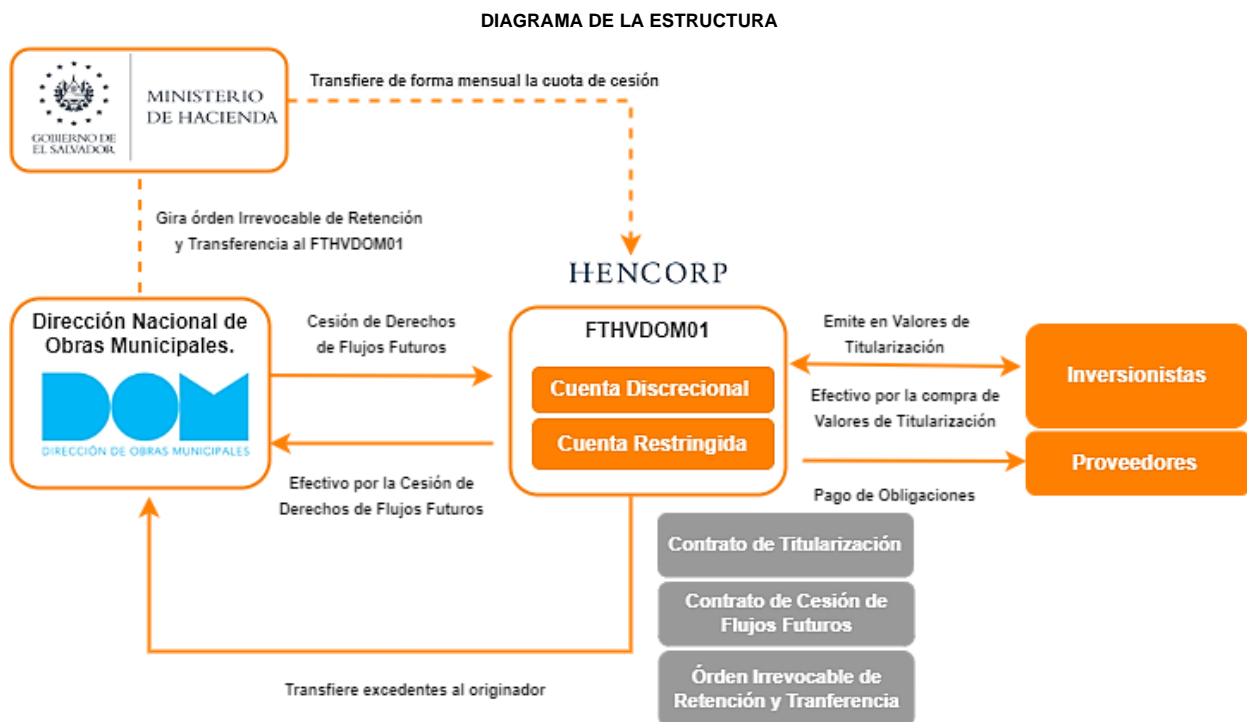 DIAGRAMA DE LA ESTRUCTURA
GOBIERNO DE
EL SALVADOR
MINISTERIO
DE HACIENDA
Transfiere de forma mensual la cuota de cesión
Gira órden Irrevocable de Retención
y Transferencia al FTHVDOM01
HENCORP
Dirección Nacional de
Obras Municipales.
DOM
DIRECCIÓN DE OBRAS MUNICIPALES
Cesión de Derechos
de Flujos Futuros
Efectivo por la Cesión de
Derechos de Flujos Futuros
FTHVDOM01
Cuenta Discrecional
Cuenta Restringida
Emite en Valores de
Titularización
Efectivo por la compra de
Valores de Titularización
Inversionistas
Proveedores
Pago de Obligaciones
Contrato de Titularización
Contrato de Cesión de
Flujos Futuros
Órden Irrevocable de
Retención y Tranferencia
Transfiere excedentes al originador